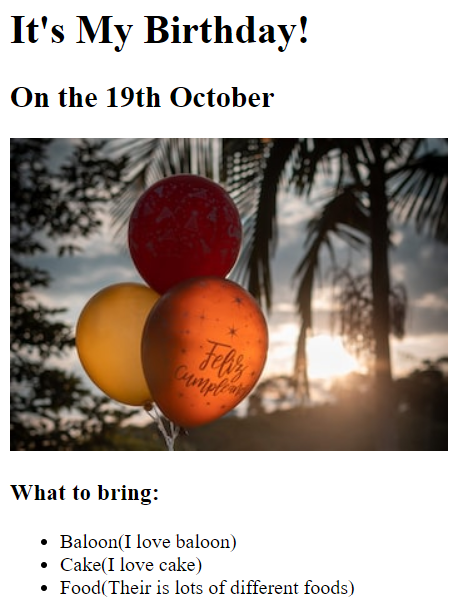 It's My Birthday!
On the 19th October
Feliz
What to bring:
Baloon(I love baloon)
Cake(I love cake)
Food(Their is lots of different foods)